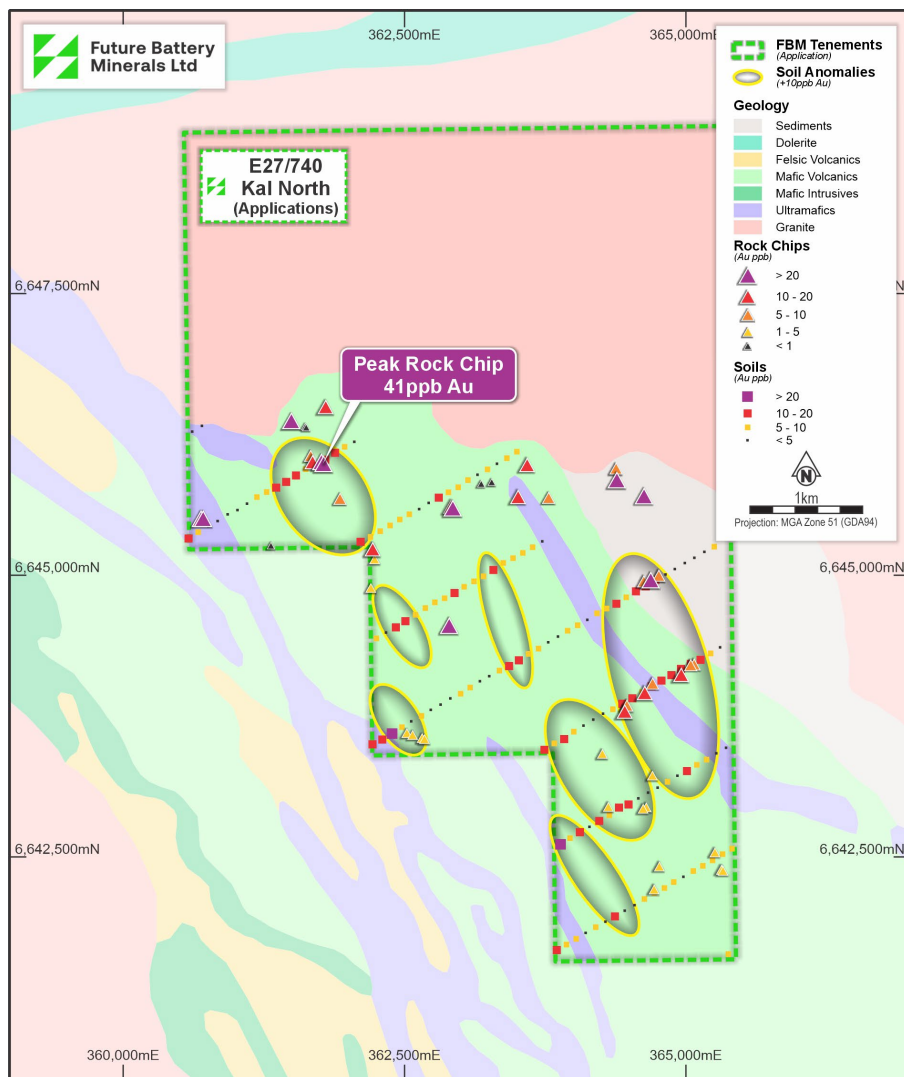 362,500mE
365,000mE
Future Battery
Minerals Ltd
FBM Tenements
(Application)
Soil Anomalies
(+10ppb Au)
Geology
Sediments
Dolerite
Felsic Volcanics
Mafic Volcanics
Mafic Intrusives
Ultramafics
Granite
E27/740
Kal North
(Applications)
Rock Chips
(Au ppb)
> 20
10 - 20
5 - 10
1 - 5
< 1
6,647,500mN
N
Peak Rock Chip
41ppb Au
Soils
(Au ppb)
> 20
10 - 20
5 - 10
< 5
N
1km
Projection: MGA Zone 51 (GDA94)
6,645,000mN
6,645,000mN
6,642,500mN
6,642,500mN
360,000mE
362,500mE
365,000mE